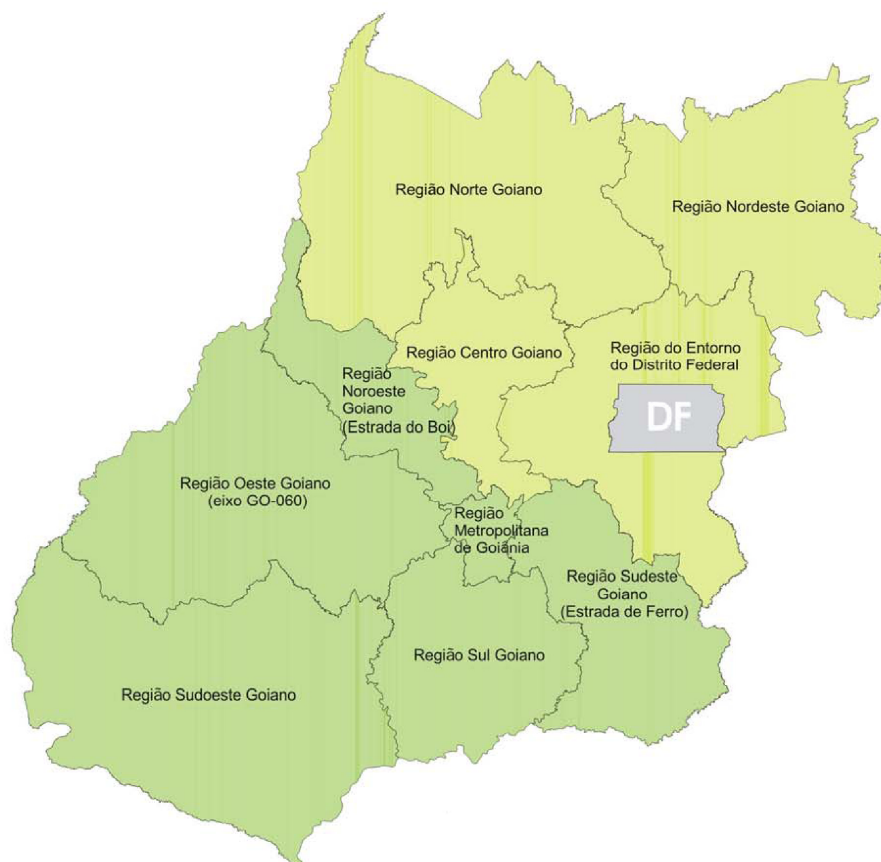 Região Norte Goiano
Região Nordeste Goiano
Região Centro Goiano
Região do Entorno
do Distrito Federal
DF
Região
Noroeste
Goiano
(Estrada do Boi)
Região Oeste Goiano
(eixo GO-060)
Região
Metropolitana
de Goiânia
Região Sudeste
Goiano
(Estrada de Ferro)
Região Sul Goiano
Região Sudoeste Goiano